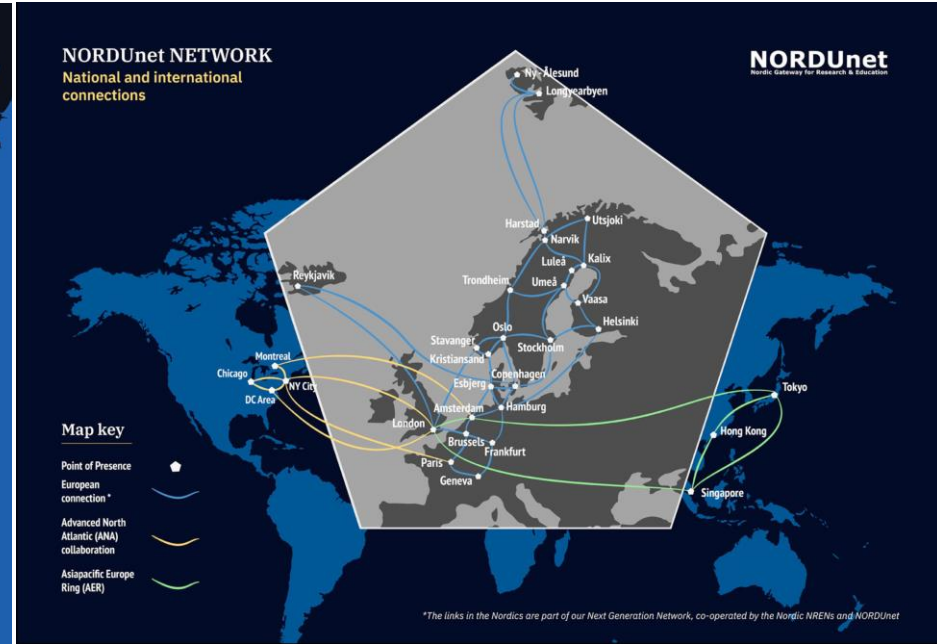 NORDUnet NETWORK
National and international
connections
NORDUnet
Nordic Gateway for Research & Education
Ny-Ålesund
Longyearbyen
Harstad
Utsjoki
Narvik
Luleå
Kalix
Reykjavik
Trondheim
Umeå
Vaasa
Oslo
Helsinki
Stavanger
Stockholm
Kristiansand
Montreal
Copenhagen
Chicago
NY City
Esbjerg
Tokyo
DC Area
Amsterdam
Hamburg
London
Hong Kong
Brussels
Frankfurt
Paris
Geneva
Singapore
Map key
Point of Presence
European
connection *
Advanced North
Atlantic (ANA)
collaboration
Asiapacific Europe
Ring (AER)
*The links in the Nordics are part of our Next Generation Network, co-operated by the Nordic NRENs and NORDUnet